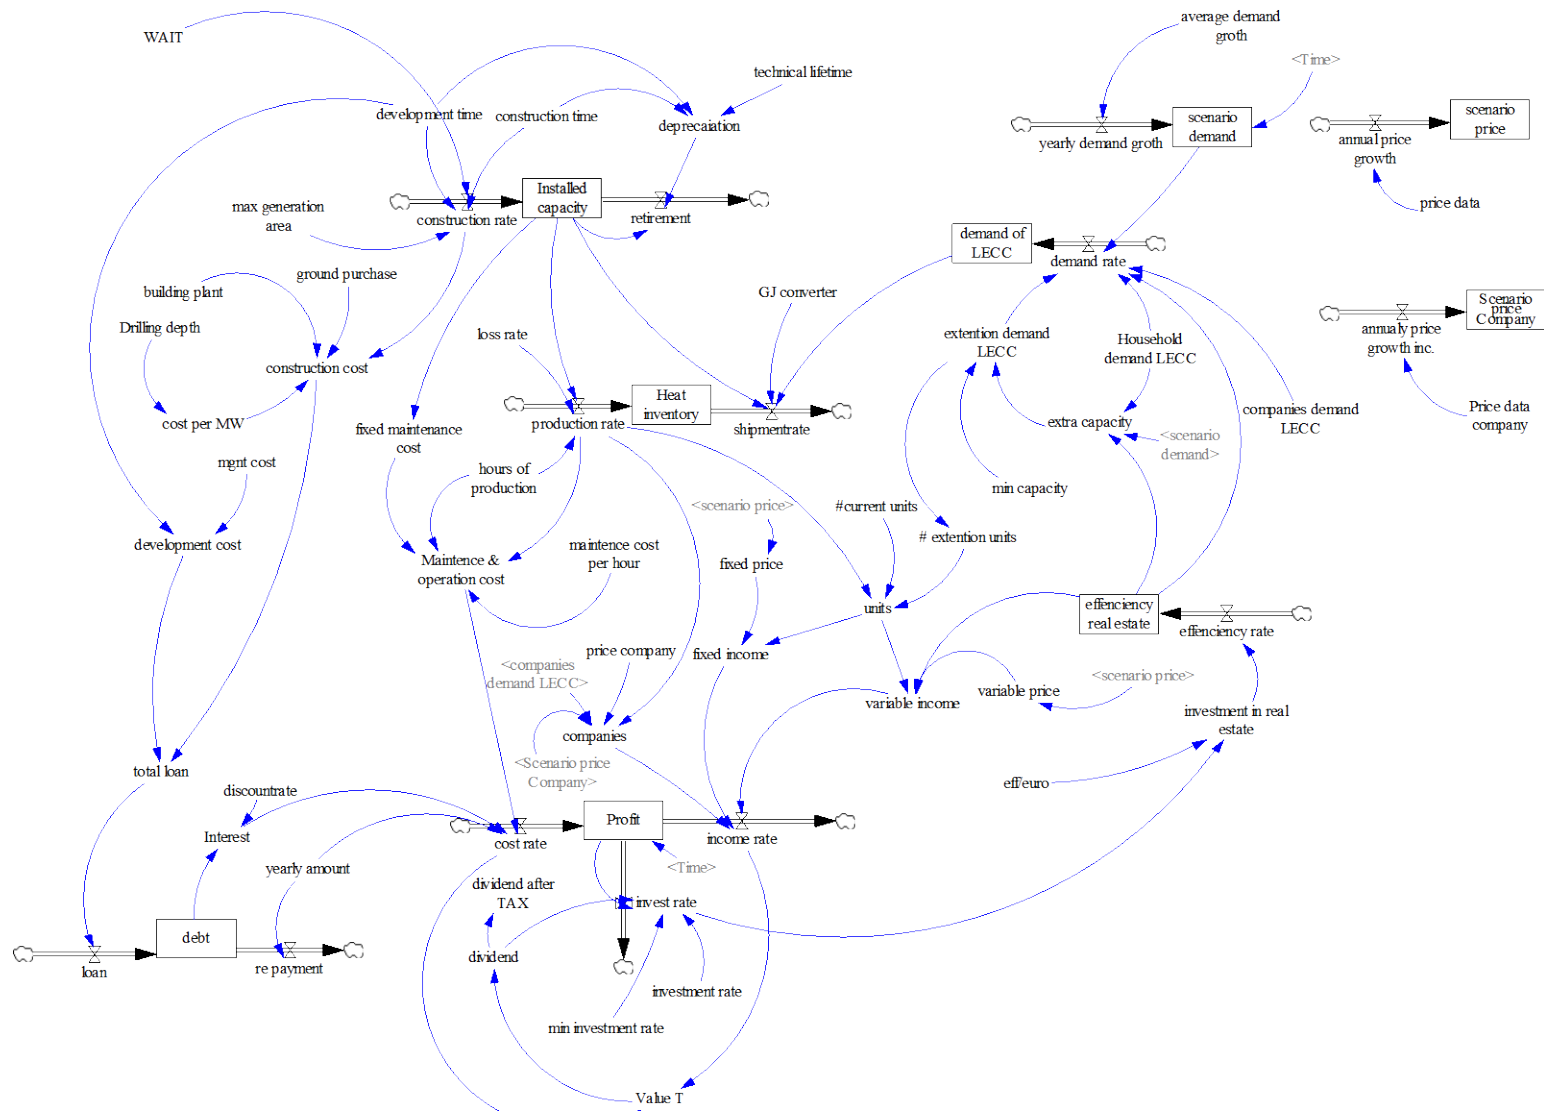 average demand
groth
WAIT
<Time>
technical lifetime
development time
construction time
deprecaiation
scenario
demand
scenario
price
yearly demand groth
annual price
growth
Installed
capacity
max generation
area
construction rate
retirement
price data
demand of
LECC
demand rate
ground purchase
building plant
GJ converter
Scenario
price
Company
Drilling depth
loss rate
extention demand
LECC
Household
demand LECC
annualy price
growth inc.
construction cost
Heat
inventory
cost per MW
fixed maintenance
cost
production rate
shipmentrate
extra capacity
companies demand
LECC
Price data
company
<scenario
demand>
mgnt cost
hours of
production
min capacity
<scenario price>
#current units
# extention units
development cost
Maintence &
operation cost
maintence cost
per hour
fixed price
units
effenciency
real estate
effenciency rate
price company
fixed income
<companies
demand LECC>
variable income
variable price
<scenario price>
investment in real
estate
companies
<Scenario price
Company>
total loan
discountrate
eff/euro
Profit
Interest
cost rate
income rate
yearly amount
<Time>
dividend after
TAX
invest rate
debt
dividend
loan
re payment
investment rate
min investment rate
Value T